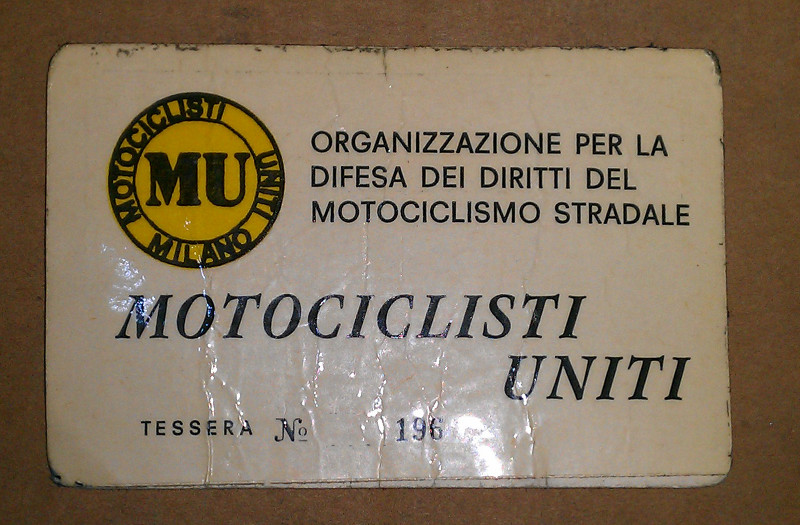 MOTOCICLISTI UNITI
MU
MILANO
ORGANIZZAZIONE PER LA
DIFESA DEI DIRITTI DEL
MOTOCICLISMO STRADALE
MOTOCICLISTI
UNITI
TESSERA No 196